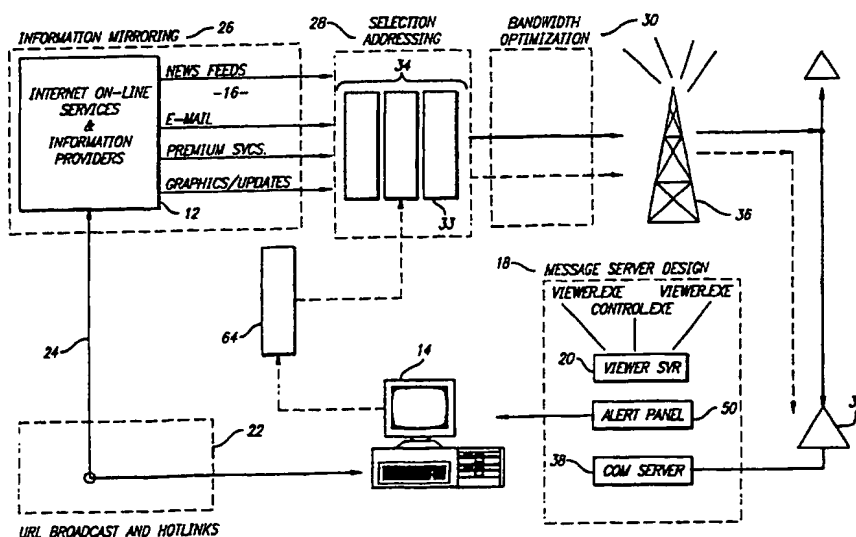 INFORMATION MIRRORING
26
INTERNET ON-LINE
SERVICES
&
INFORMATION
PROVIDERS
12
NEWS FEEDS
-16-
E-MAIL
PREMIUM SVCS.
GRAPHICS/UPDATES
28
SELECTION
ADDRESSING
34
33
BANDWIDTH
OPTIMIZATION
30
36
24
64
14
22
URL BROADCAST AND HOTLINKS
18
MESSAGE SERVER DESIGN
VIEWER.EXE
VIEWER.EXE
CONTROL.EXE
20
VIEWER SVR
ALERT PANEL
50
38
COM SERVER